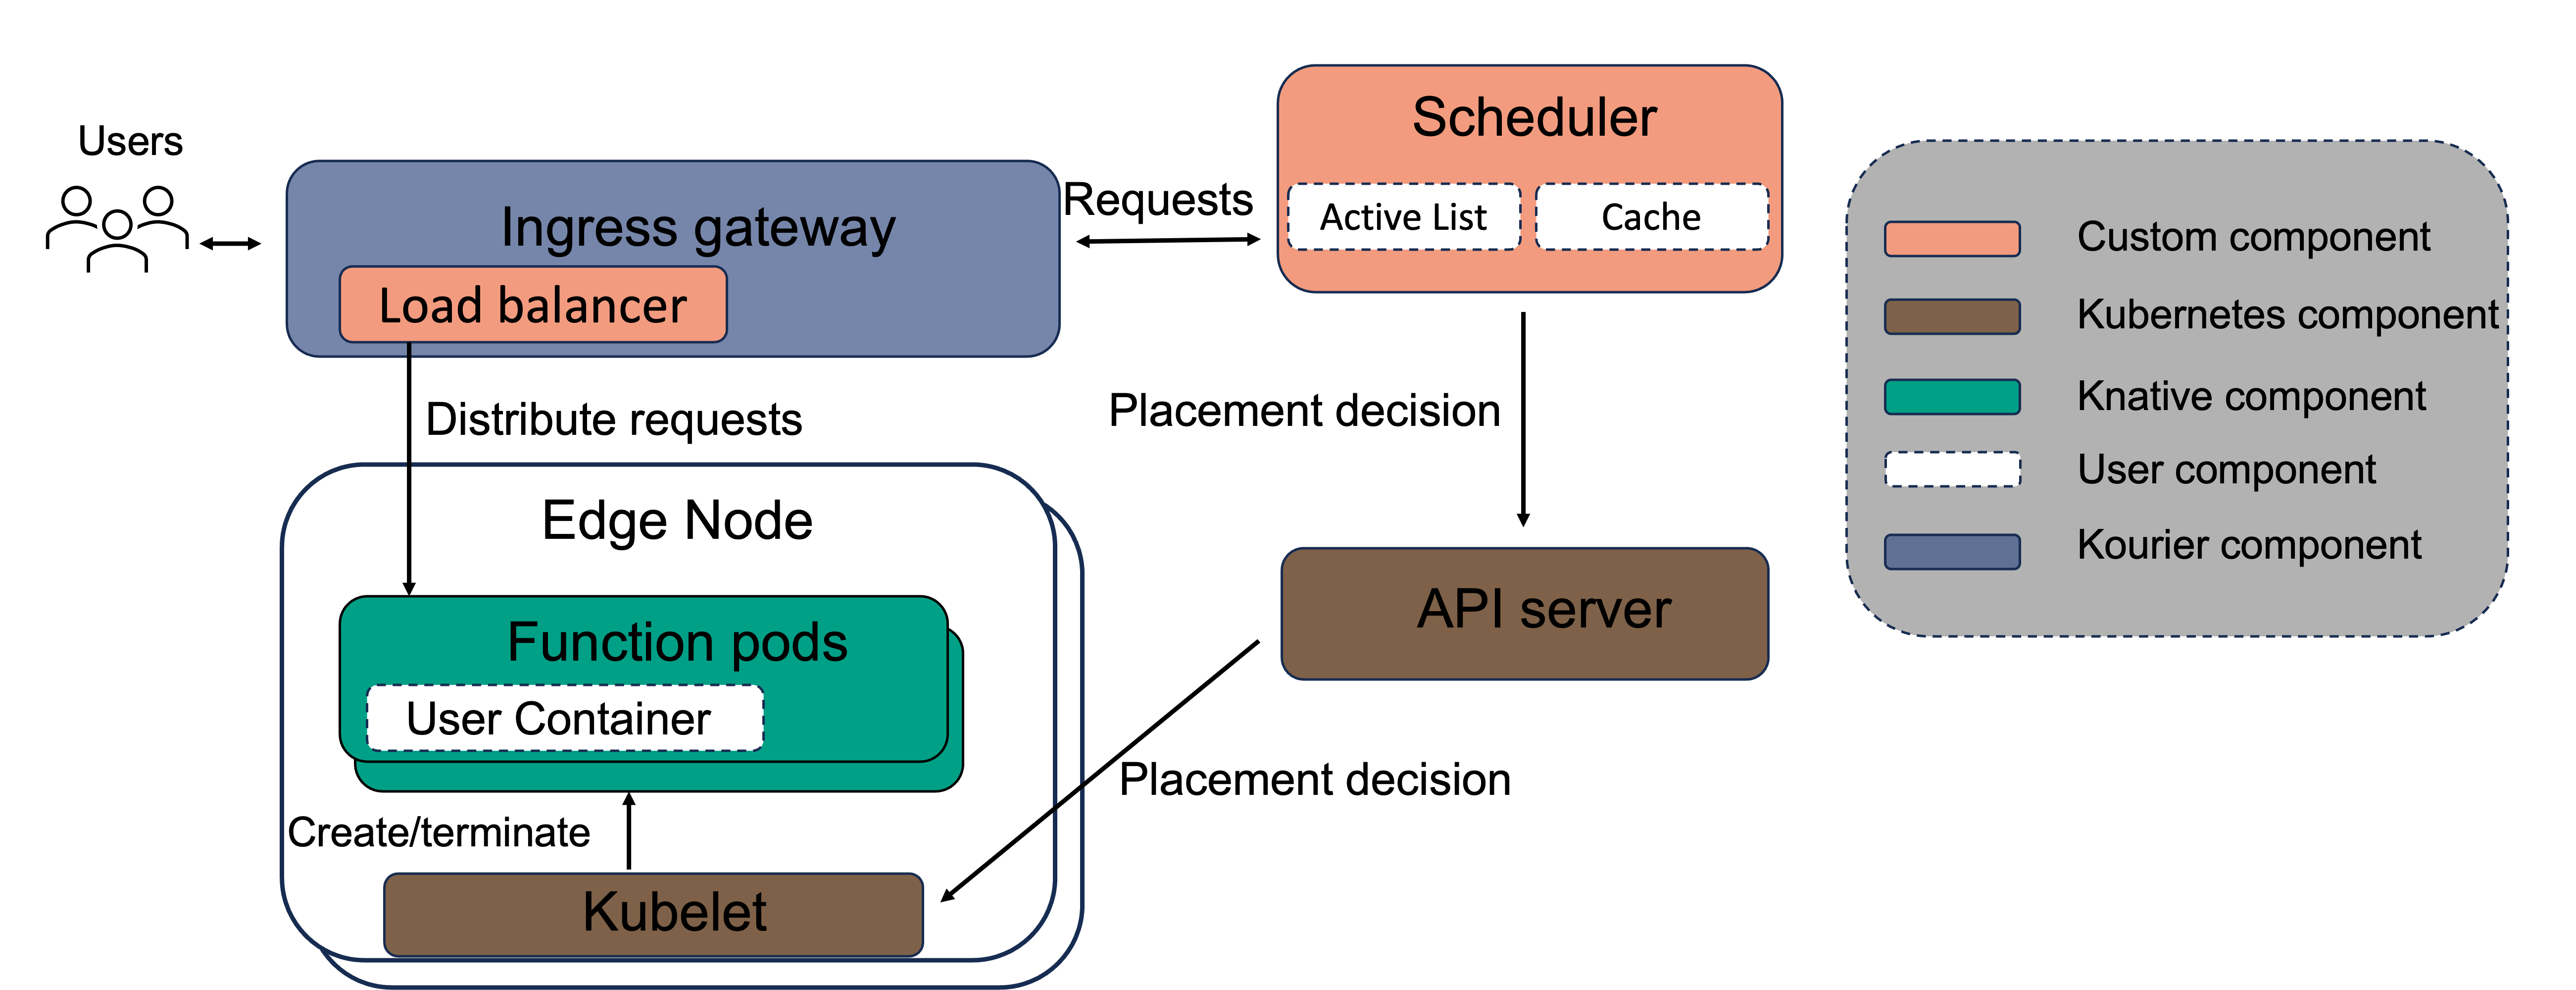 Users
Ingress gateway
Load balancer
Requests
Scheduler
Active List
Cache
Distribute requests
Placement decision
Edge Node
Function pods
User Container
Create/terminate
Kubelet
API server
Placement decision
Custom component
Kubernetes component
Knative component
User component
Kourier component